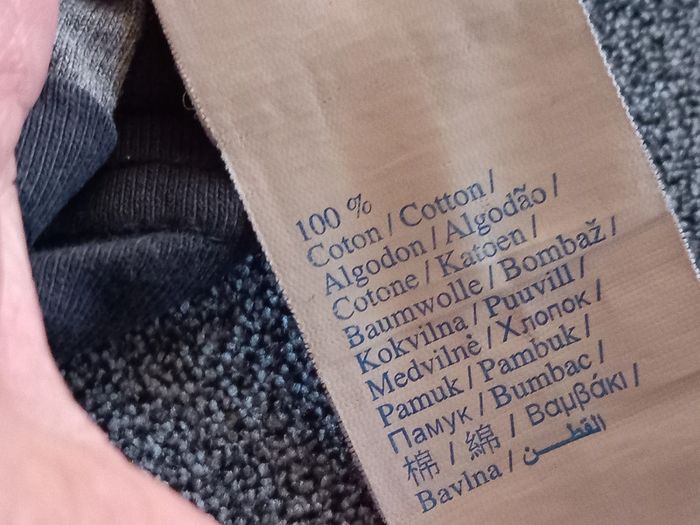 100 %
Coton / Cotton /
Algodon / Algodão /
Cotone / Katoen /
Baumwolle / Bombaž /
Kokvilna / Puuvill /
Medvilnė / Хлопок /
Pamuk / Pambuk /
Памук / Bumbac /
棉 / 綿 / Βαμβάκι /
Bavlna / القطـن